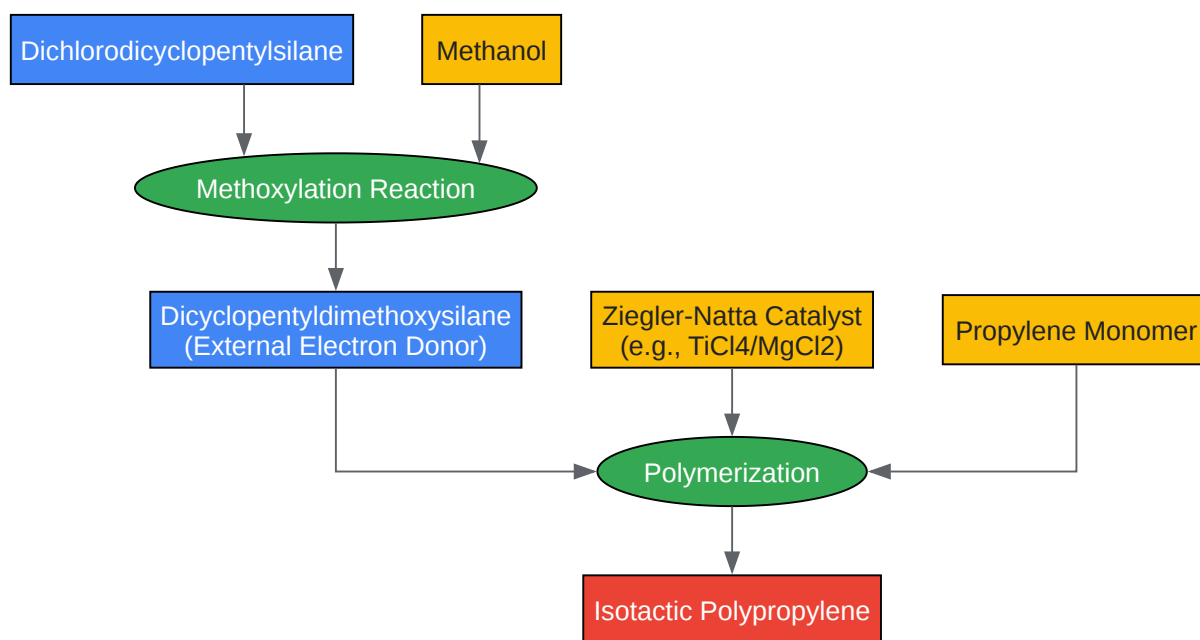 Dichlorodicyclopentylsilane
Methanol
Methoxylation Reaction
Dicyclopentyldimethoxysilane
(External Electron Donor)
Ziegler-Natta Catalyst
(e.g., TiCl4/MgCl2)
Propylene Monomer
Polymerization
Isotactic Polypropylene